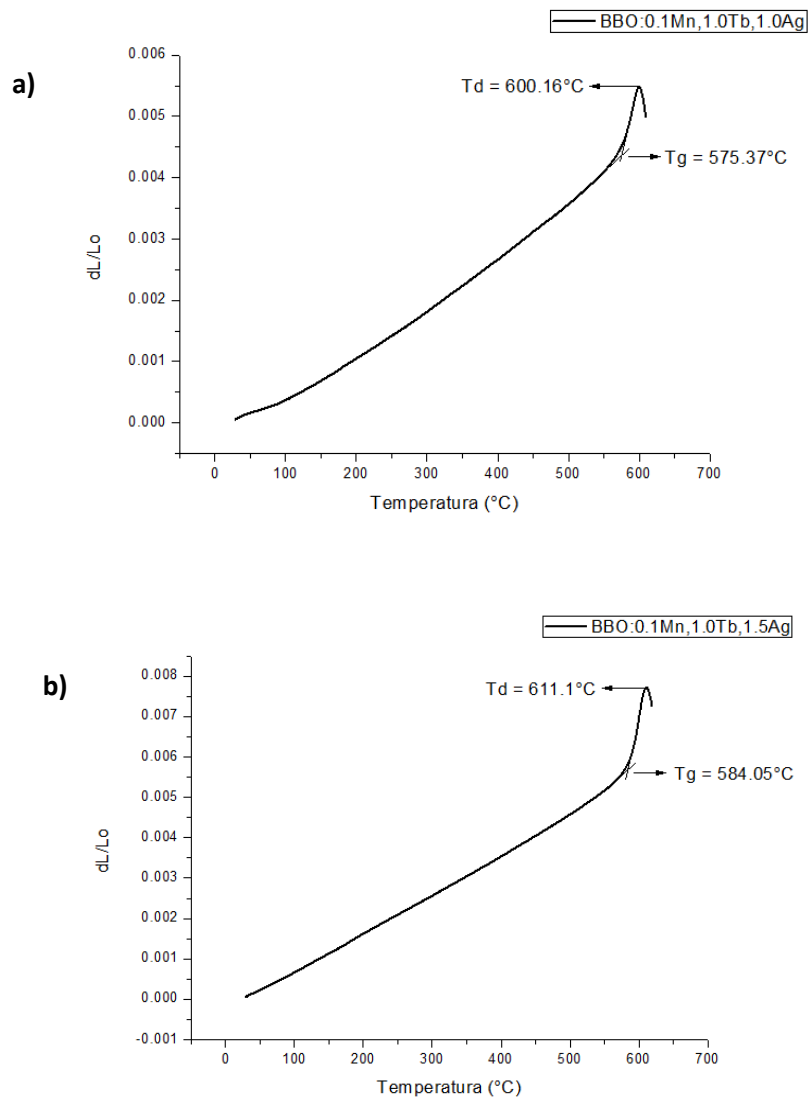 BBO:0.1Mn,1.0Tb,1.0Ag
a)
0.006
0.005
0.004
0.003
0.002
0.001
0.000
dL/Lo
Td = 600.16°C
Tg = 575.37°C
0 100 200 300 400 500 600 700
Temperatura (°C)
BBO:0.1Mn,1.0Tb,1.5Ag
b)
0.008
0.007
0.006
0.005
0.004
0.003
0.002
0.001
0.000
-0.001
dL/Lo
Td = 611.1°C
Tg = 584.05°C
0 100 200 300 400 500 600 700
Temperatura (°C)